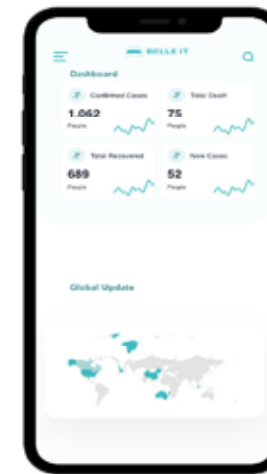 BELLE IT
Dashboard
Confirmed Cases
Total Death
1.062
75
People
People
Total Recovered
New Cases
689
52
People
People
Global Update